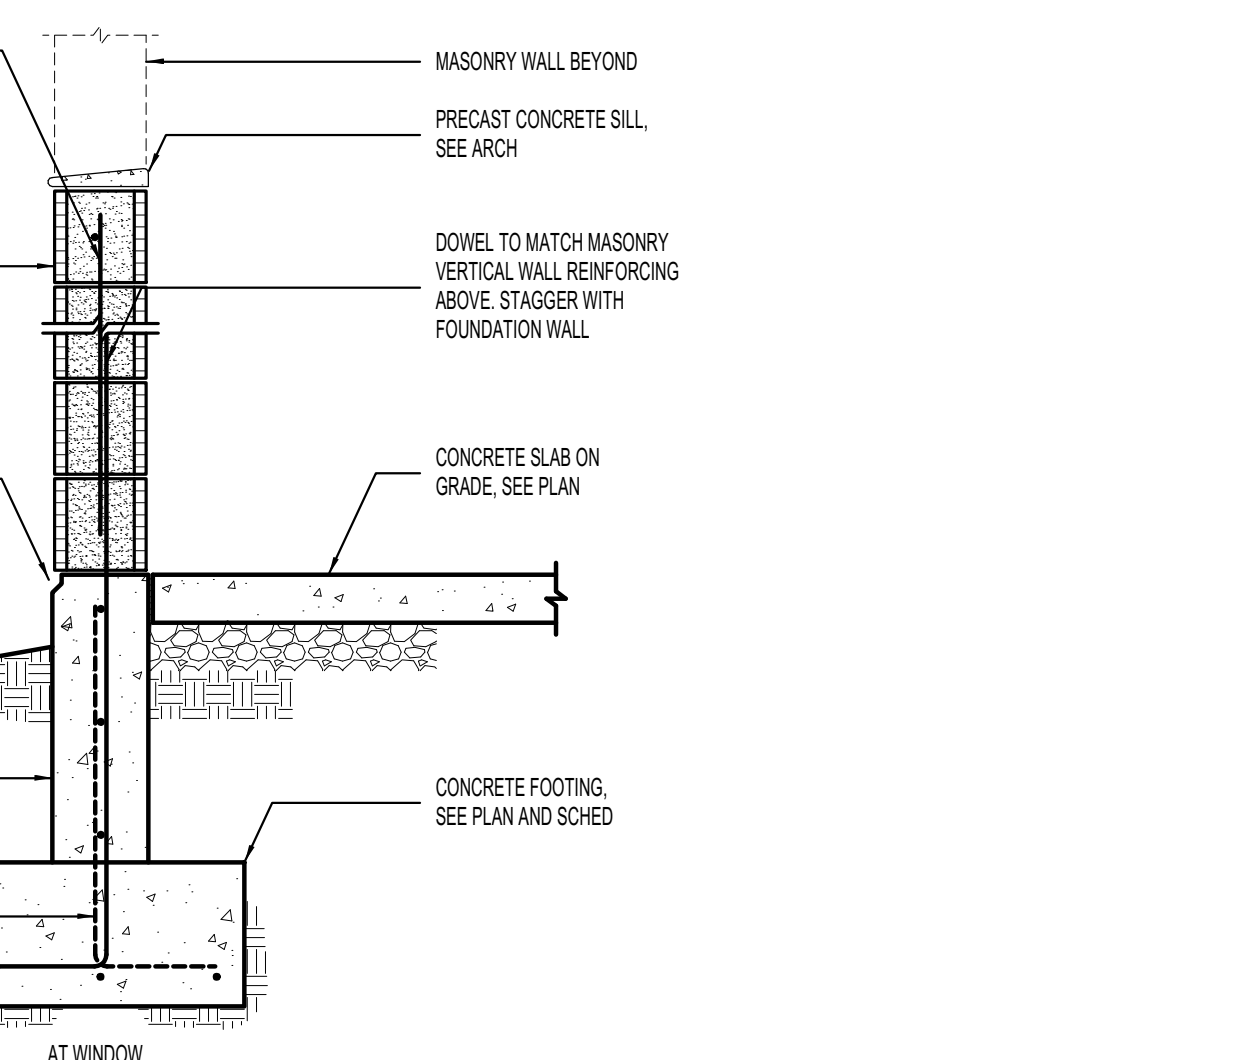 MASONRY WALL BEYOND
PRECAST CONCRETE SILL,
SEE ARCH
DOWEL TO MATCH MASONRY
VERTICAL WALL REINFORCING
ABOVE. STAGGER WITH
FOUNDATION WALL
CONCRETE SLAB ON
GRADE, SEE PLAN
CONCRETE FOOTING,
SEE PLAN AND SCHED
AT WINDOW